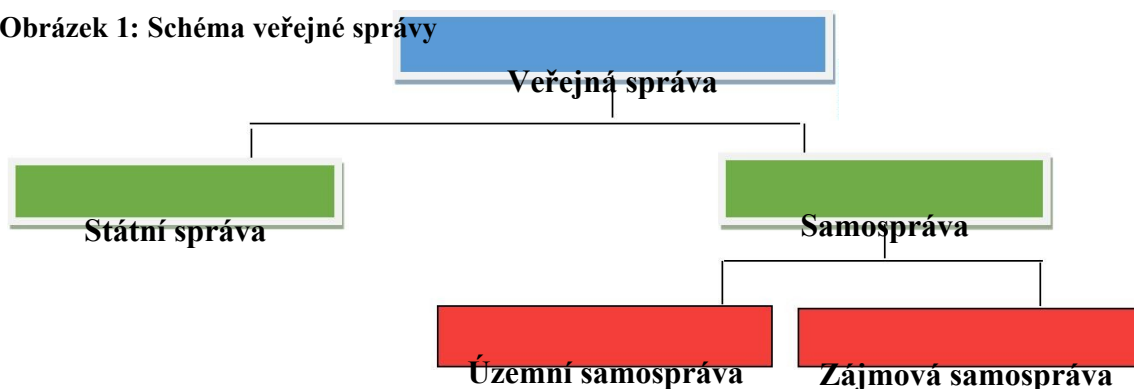 Obrázek 1: Schéma veřejné správy
Veřejná správa
Státní správa
Samospráva
Územní samospráva
Zájmová samospráva